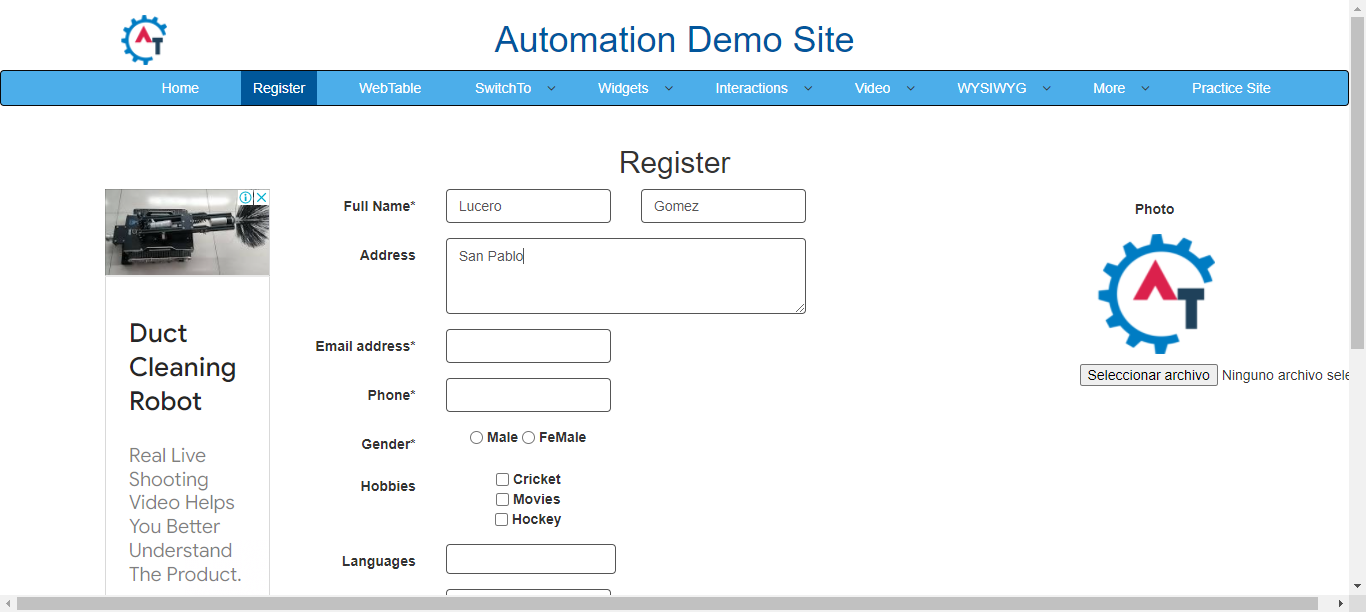 AT
Automation Demo Site
Home Register WebTable SwitchTo Widgets Interactions Video WYSIWYG More Practice Site
Register
Full Name* Lucero Gomez
Photo
Address San Pablo
AT
Duct
Cleaning
Robot
Email address*
Seleccionar archivo Ninguno archivo sele
Phone*
Gender* Male FeMale
Real Live
Shooting
Video Helps
You Better
Understand
The Product.
Hobbies Cricket
Movies
Hockey
Languages